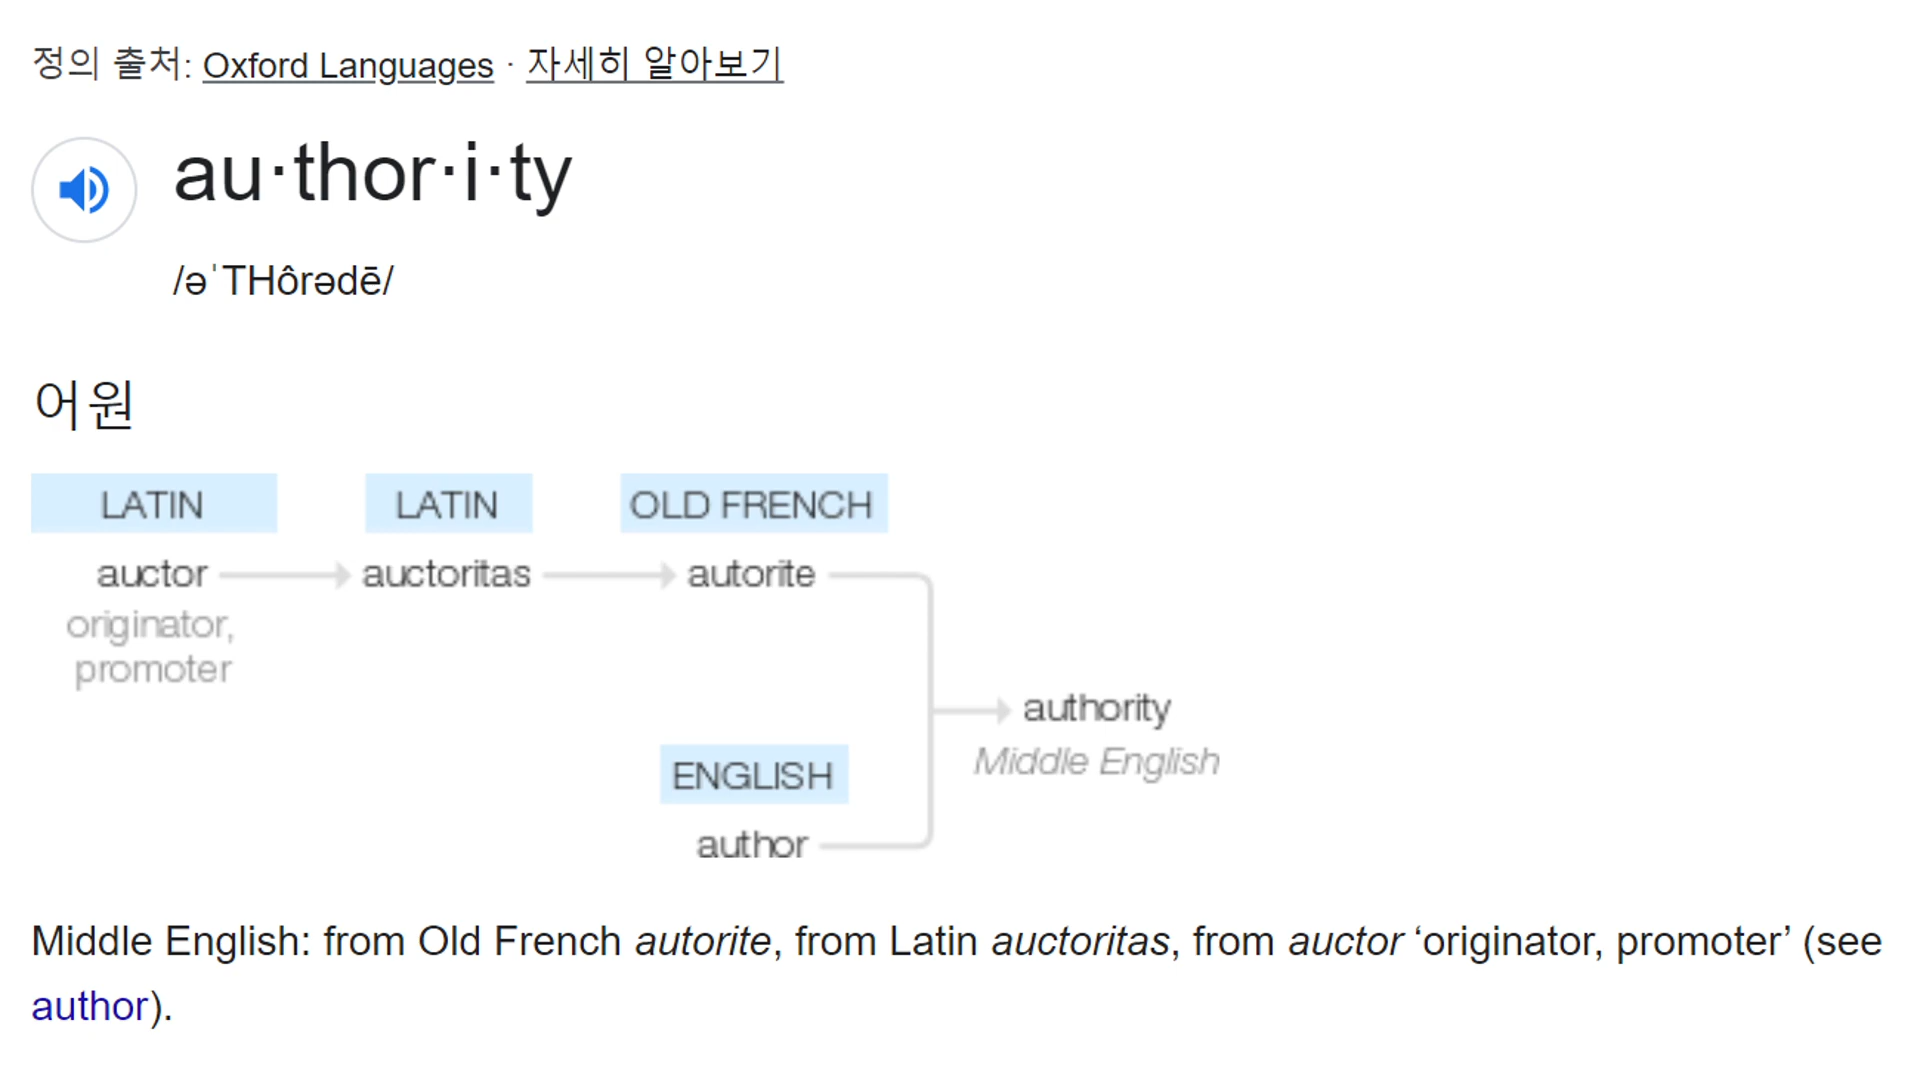 정의 출처: Oxford Languages · 자세히 알아보기
au·thor·i·ty
/əˈTHôrədē/
어원
LATIN LATIN OLD FRENCH
auctor auctoritas autorite
originator,
promoter
authority
Middle English
ENGLISH
author
Middle English: from Old French autorite, from Latin auctoritas, from auctor ‘originator, promoter’ (see
author).